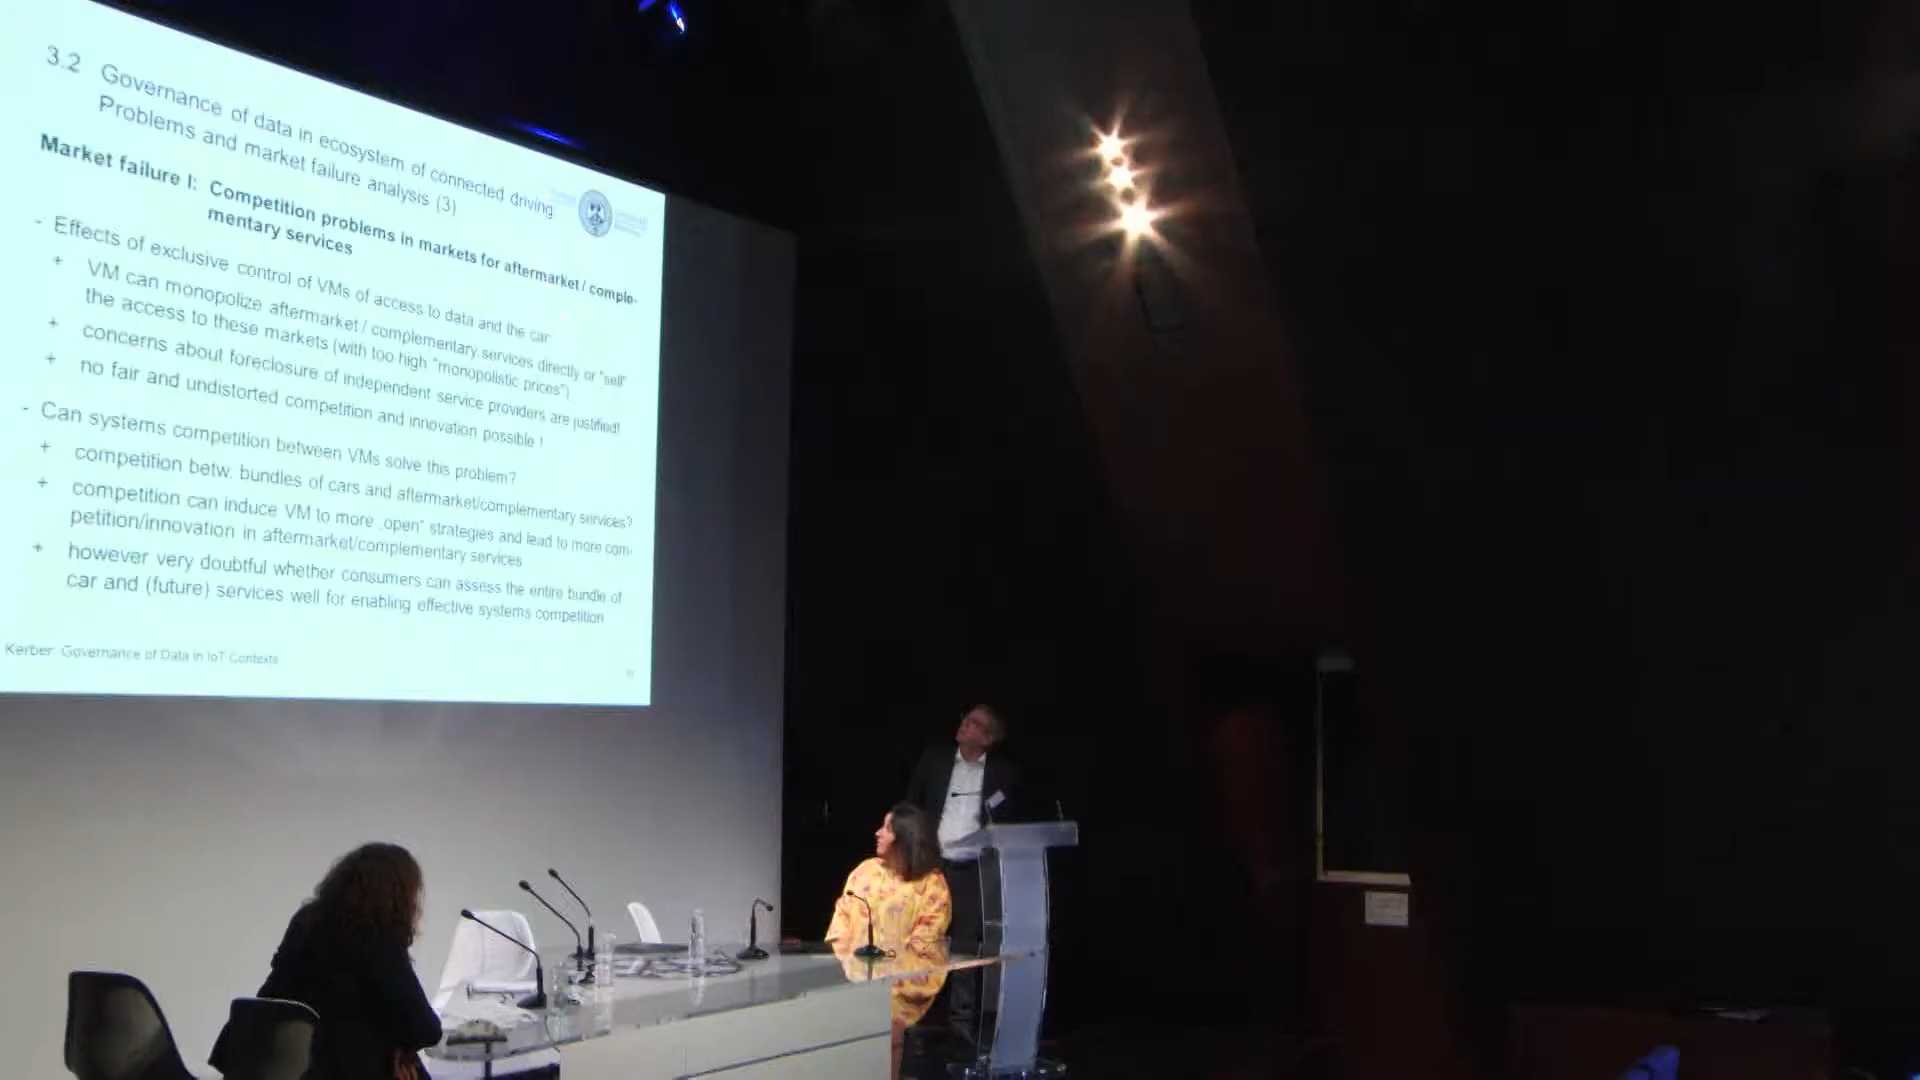 3.2 Governance of data in ecosystem of connected driving
Problems and market failure analysis (3)
Market failure I: Competition problems in markets for aftermarket / comple-
mentary services
- Effects of exclusive control of VMs of access to data and the car
+ VM can monopolize aftermarket / complementary services directly or "sell"
the access to these markets (with too high "monopolistic prices")
+ concerns about foreclosure of independent service providers are justified!
+ no fair and undistorted competition and innovation possible !
- Can systems competition between VMs solve this problem?
+ competition betw. bundles of cars and aftermarket/complementary services?
+ competition can induce VM to more „open" strategies and lead to more com-
petition/innovation in aftermarket/complementary services
+ however very doubtful whether consumers can assess the entire bundle of
car and (future) services well for enabling effective systems competition
Kerber: Governance of Data in IoT Contexts